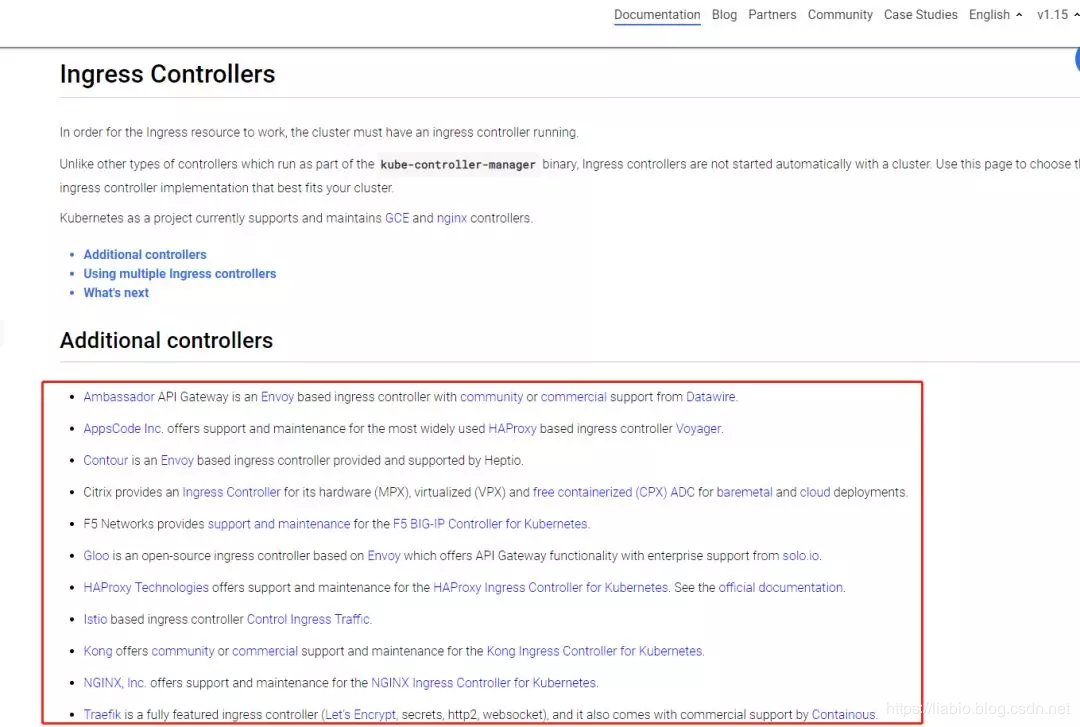 Documentation Blog Partners Community Case Studies English v1.15
Ingress Controllers
In order for the Ingress resource to work, the cluster must have an ingress controller running.
Unlike other types of controllers which run as part of the kube-controller-manager binary, Ingress controllers are not started automatically with a cluster. Use this page to choose
ingress controller implementation that best fits your cluster.
Kubernetes as a project currently supports and maintains GCE and nginx controllers.
• Additional controllers
• Using multiple Ingress controllers
• What's next
Additional controllers
• Ambassador API Gateway is an Envoy based ingress controller with community or commercial support from Datawire.
• AppsCode Inc. offers support and maintenance for the most widely used HAProxy based ingress controller Voyager.
• Contour is an Envoy based ingress controller provided and supported by Heptio.
• Citrix provides an Ingress Controller for its hardware (MPX), virtualized (VPX) and free containerized (CPX) ADC for baremetal and cloud deployments.
• F5 Networks provides support and maintenance for the F5 BIG-IP Controller for Kubernetes.
• Gloo is an open-source ingress controller based on Envoy which offers API Gateway functionality with enterprise support from solo.io.
• HAProxy Technologies offers support and maintenance for the HAProxy Ingress Controller for Kubernetes. See the official documentation.
• Istio based ingress controller Control Ingress Traffic.
• Kong offers community or commercial support and maintenance for the Kong Ingress Controller for Kubernetes.
• NGINX, Inc. offers support and maintenance for the NGINX Ingress Controller for Kubernetes.
• Traefik is a fully featured ingress controller (Let's Encrypt, secrets, http2, websocket), and it also comes with commercial support by Containous.
https://liabio.blog.csdn.net